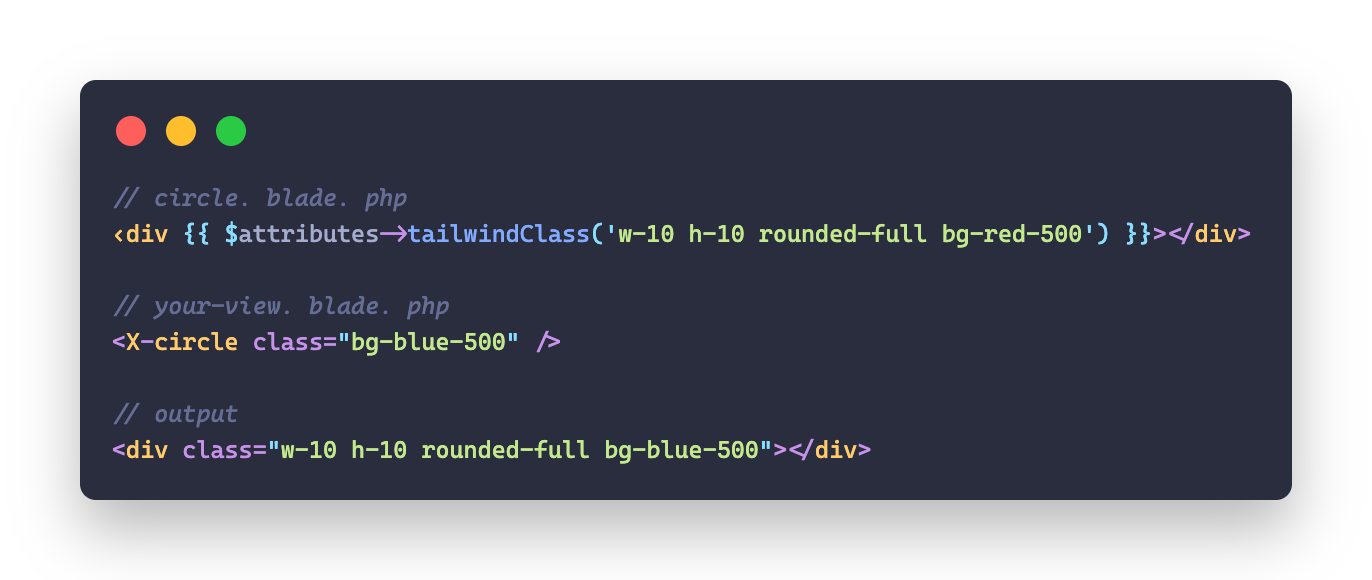 // circle. blade. php
‹div {{ $attributes->tailwindClass('w-10 h-10 rounded-full bg-red-500') }}></div>
// your-view. blade. php
<X-circle class="bg-blue-500" />
// output
<div class="w-10 h-10 rounded-full bg-blue-500"></div>